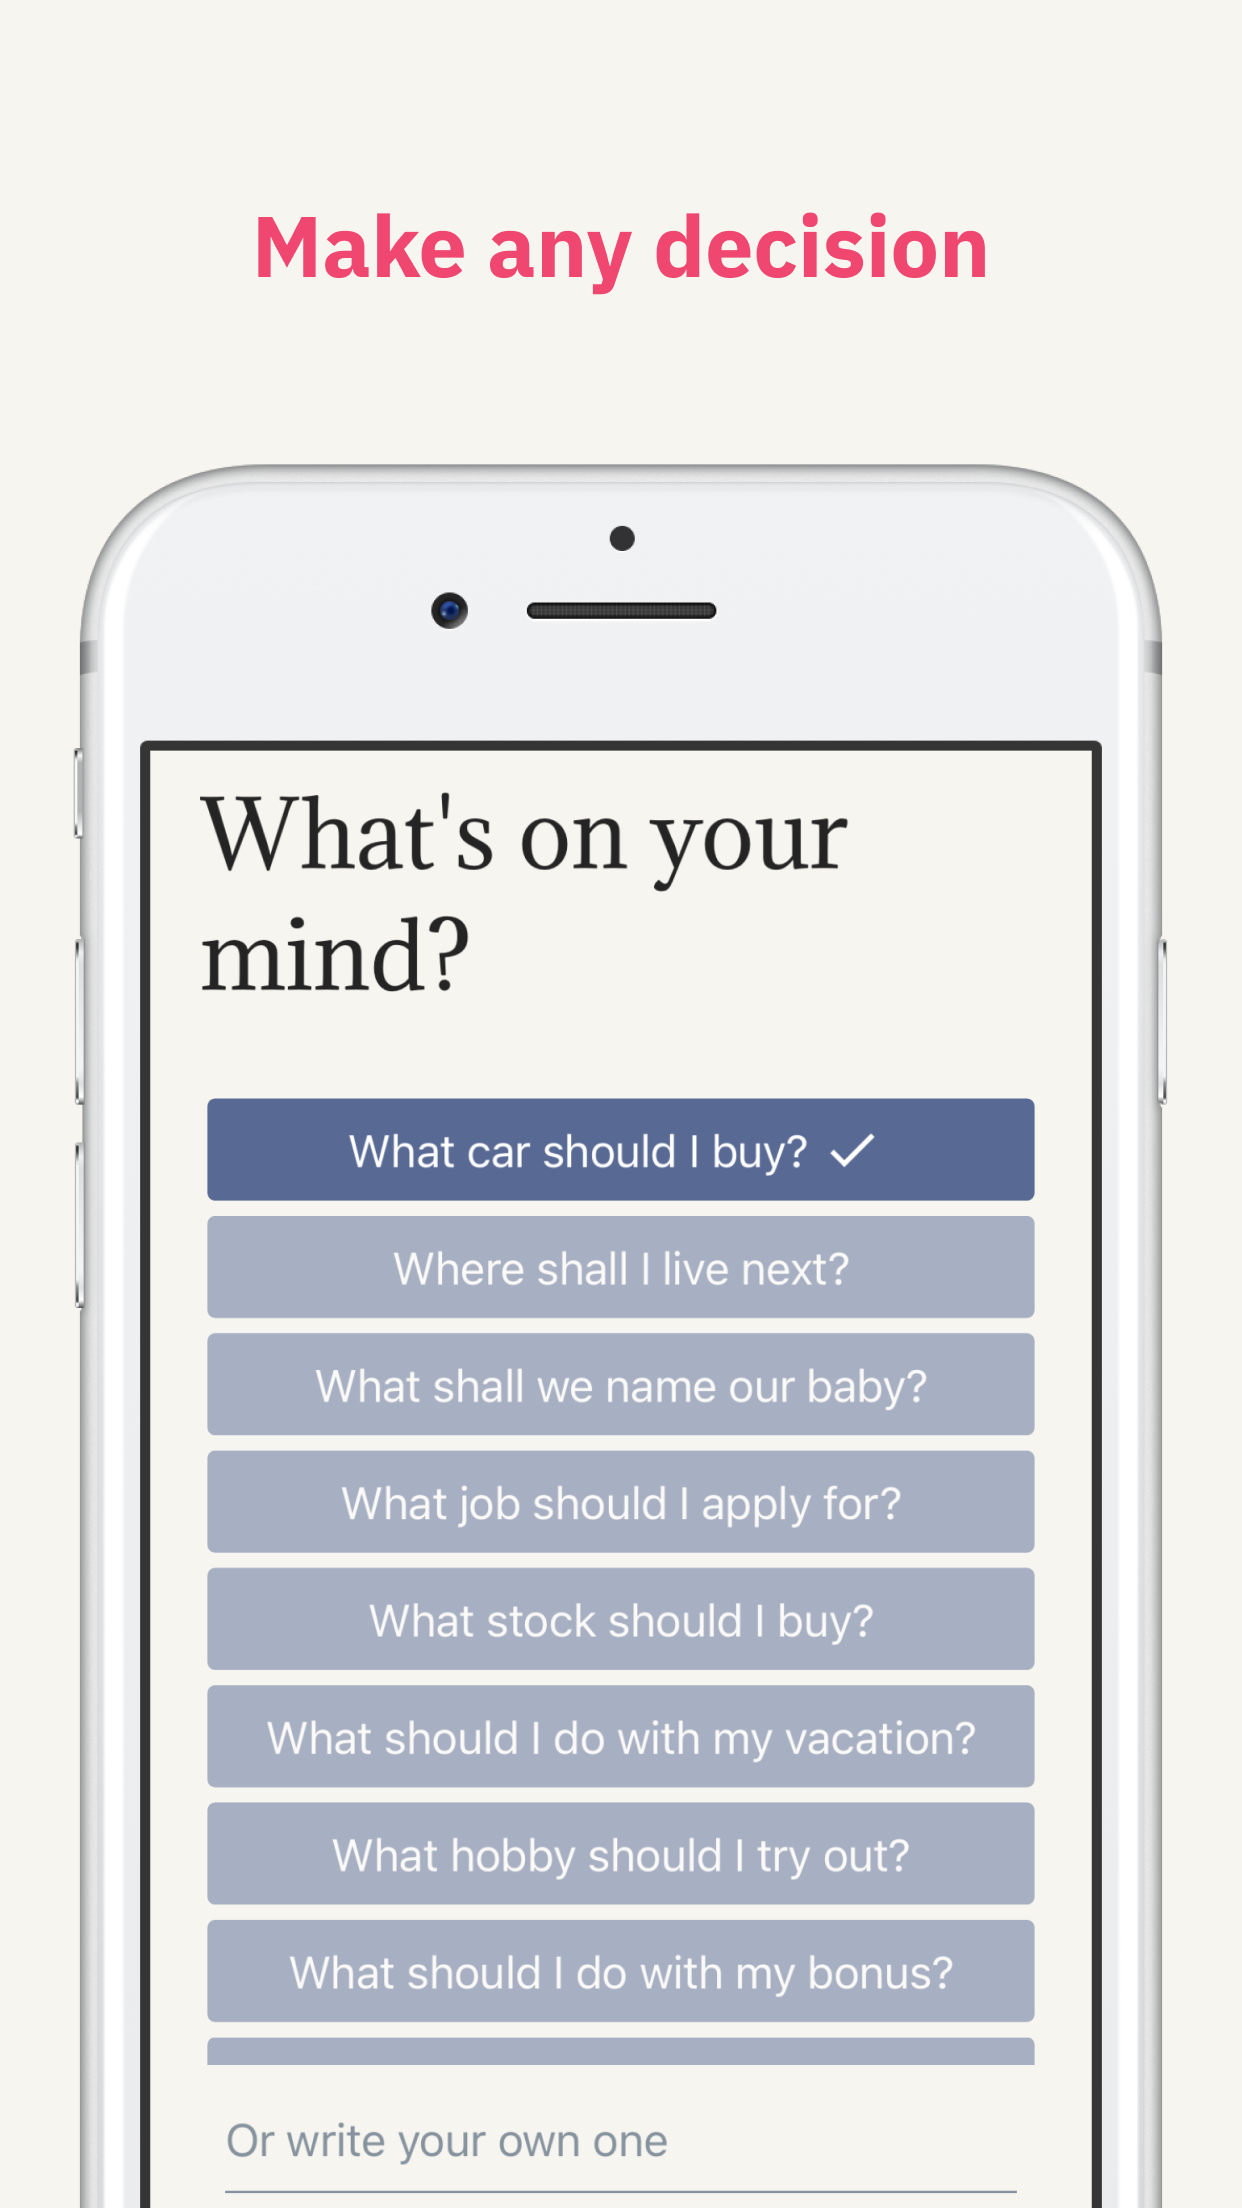 Make any decision
What's on your
mind?
What car should I buy?
Where shall I live next?
What shall we name our baby?
What job should I apply for?
What stock should I buy?
What should I do with my vacation?
What hobby should I try out?
What should I do with my bonus?
Or write your own one